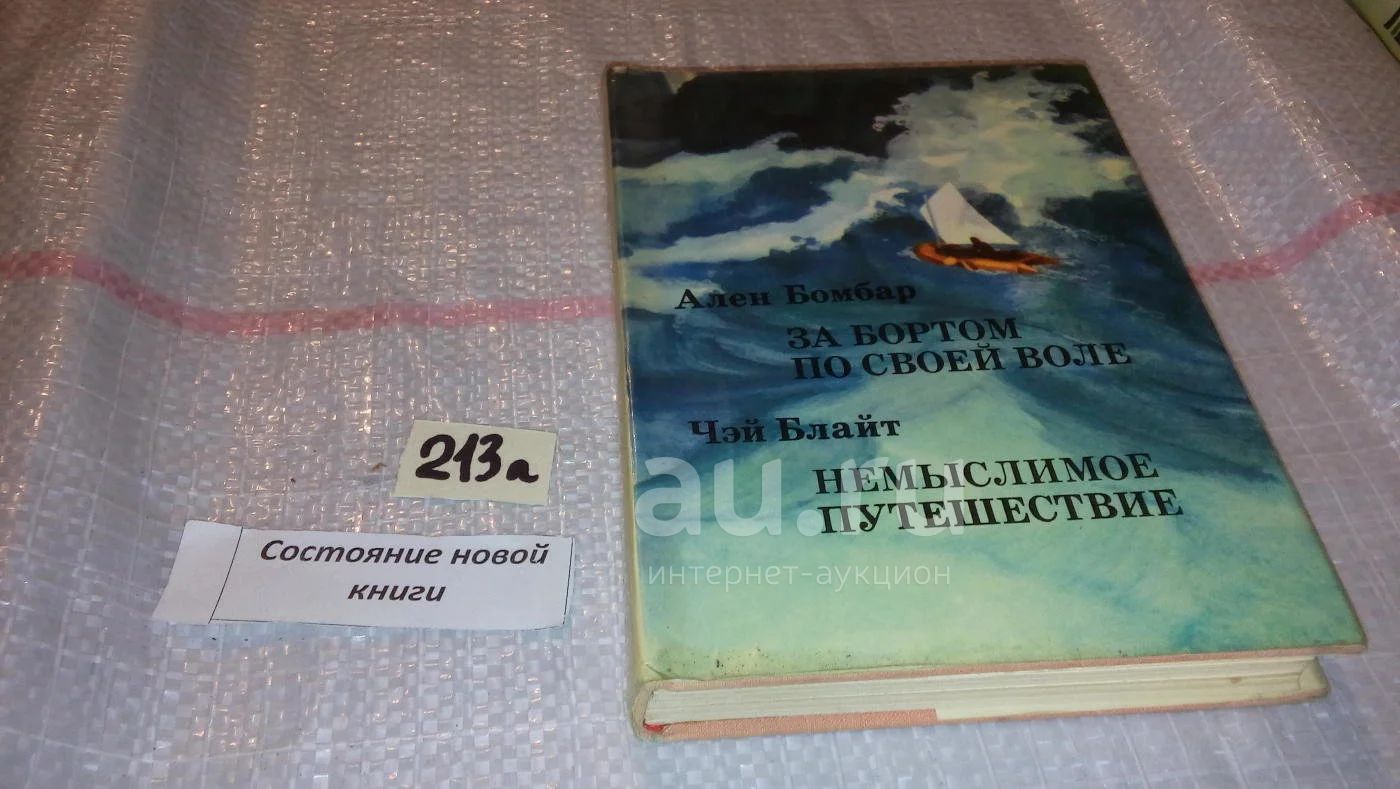 Ален Бомбар
ЗА БОРТОМ
ПО СВОЕЙ ВОЛЕ
Чэй Блайт
НЕМЫСЛИМОЕ
ПУТЕШЕСТВИЕ
213а
Состояние новой
книги
au.ru
интернет-аукцион